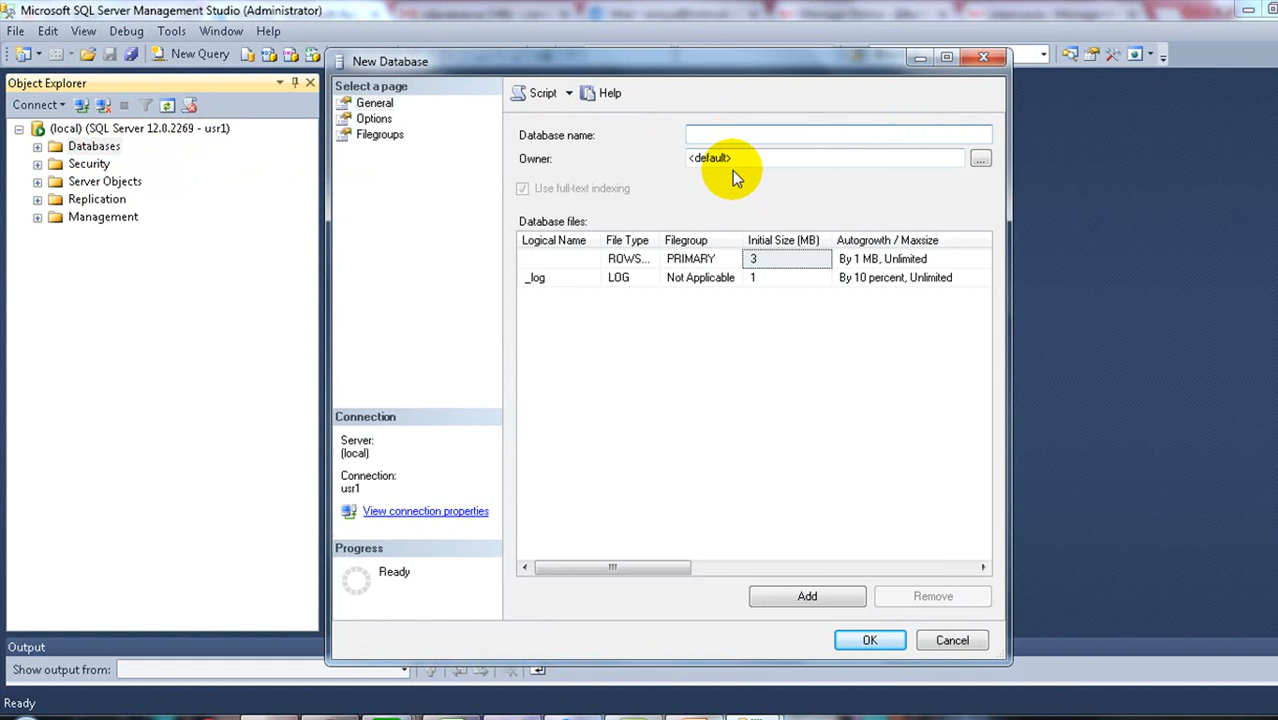 Microsoft SQL Server Management Studio (Administrator)
File Edit View Debug Tools Window Help
New Query
Object Explorer
Connect
(local) (SQL Server 12.0.2269 - usr1)
Databases
Security
Server Objects
Replication
Management
New Database
Select a page
General
Options
Filegroups
Script Help
Database name:
Owner: <default> ...
Use full-text indexing
Database files:
Logical Name File Type Filegroup Initial Size (MB) Autogrowth / Maxsize
ROWS... PRIMARY 3 By 1 MB, Unlimited
_log LOG Not Applicable 1 By 10 percent, Unlimited
Connection
Server:
(local)
Connection:
usr1
View connection properties
Progress
Ready
Add Remove
OK Cancel
Output
Show output from:
Ready